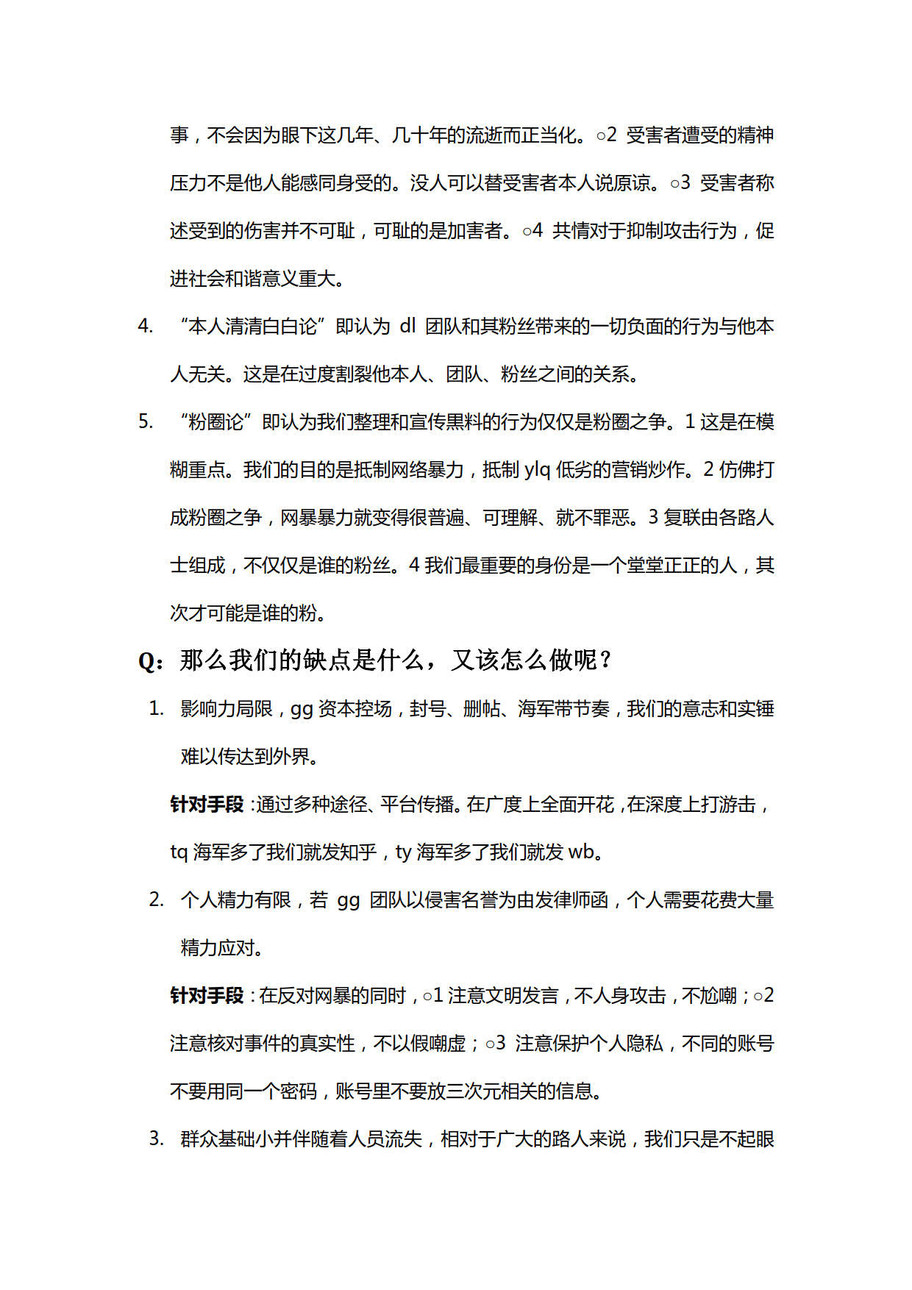 事，不会因为眼下这几年、几十年的流逝而正当化。○2 受害者遭受的精神
压力不是他人能感同身受的。没人可以替受害者本人说原谅。○3 受害者称
述受到的伤害并不可耻，可耻的是加害者。○4 共情对于抑制攻击行为，促
进社会和谐意义重大。
4. “本人清清白白论”即认为 dl 团队和其粉丝带来的一切负面的行为与他本
人无关。这是在过度割裂他本人、团队、粉丝之间的关系。
5. “粉圈论”即认为我们整理和宣传黑料的行为仅仅是粉圈之争。1 这是在模
糊重点。我们的目的是抵制网络暴力，抵制 ylq 低劣的营销炒作。2 仿佛打
成粉圈之争，网暴暴力就变得很普遍、可理解、就不罪恶。3 复联由各路人
士组成，不仅仅是谁的粉丝。4 我们最重要的身份是一个堂堂正正的人，其
次才可能是谁的粉。
Q：那么我们的缺点是什么，又该怎么做呢？
1. 影响力局限，gg 资本控场，封号、删帖、海军带节奏，我们的意志和实锤
难以传达到外界。
针对手段：通过多种途径、平台传播。在广度上全面开花，在深度上打游击，
tq 海军多了我们就发知乎，ty 海军多了我们就发 wb。
2. 个人精力有限，若 gg 团队以侵害名誉为由发律师函，个人需要花费大量
精力应对。
针对手段：在反对网暴的同时，○1 注意文明发言，不人身攻击，不尬嘲；○2
注意核对事件的真实性，不以假嘲虚；○3 注意保护个人隐私，不同的账号
不要用同一个密码，账号里不要放三次元相关的信息。
3. 群众基础小并伴随着人员流失，相对于广大的路人来说，我们只是不起眼